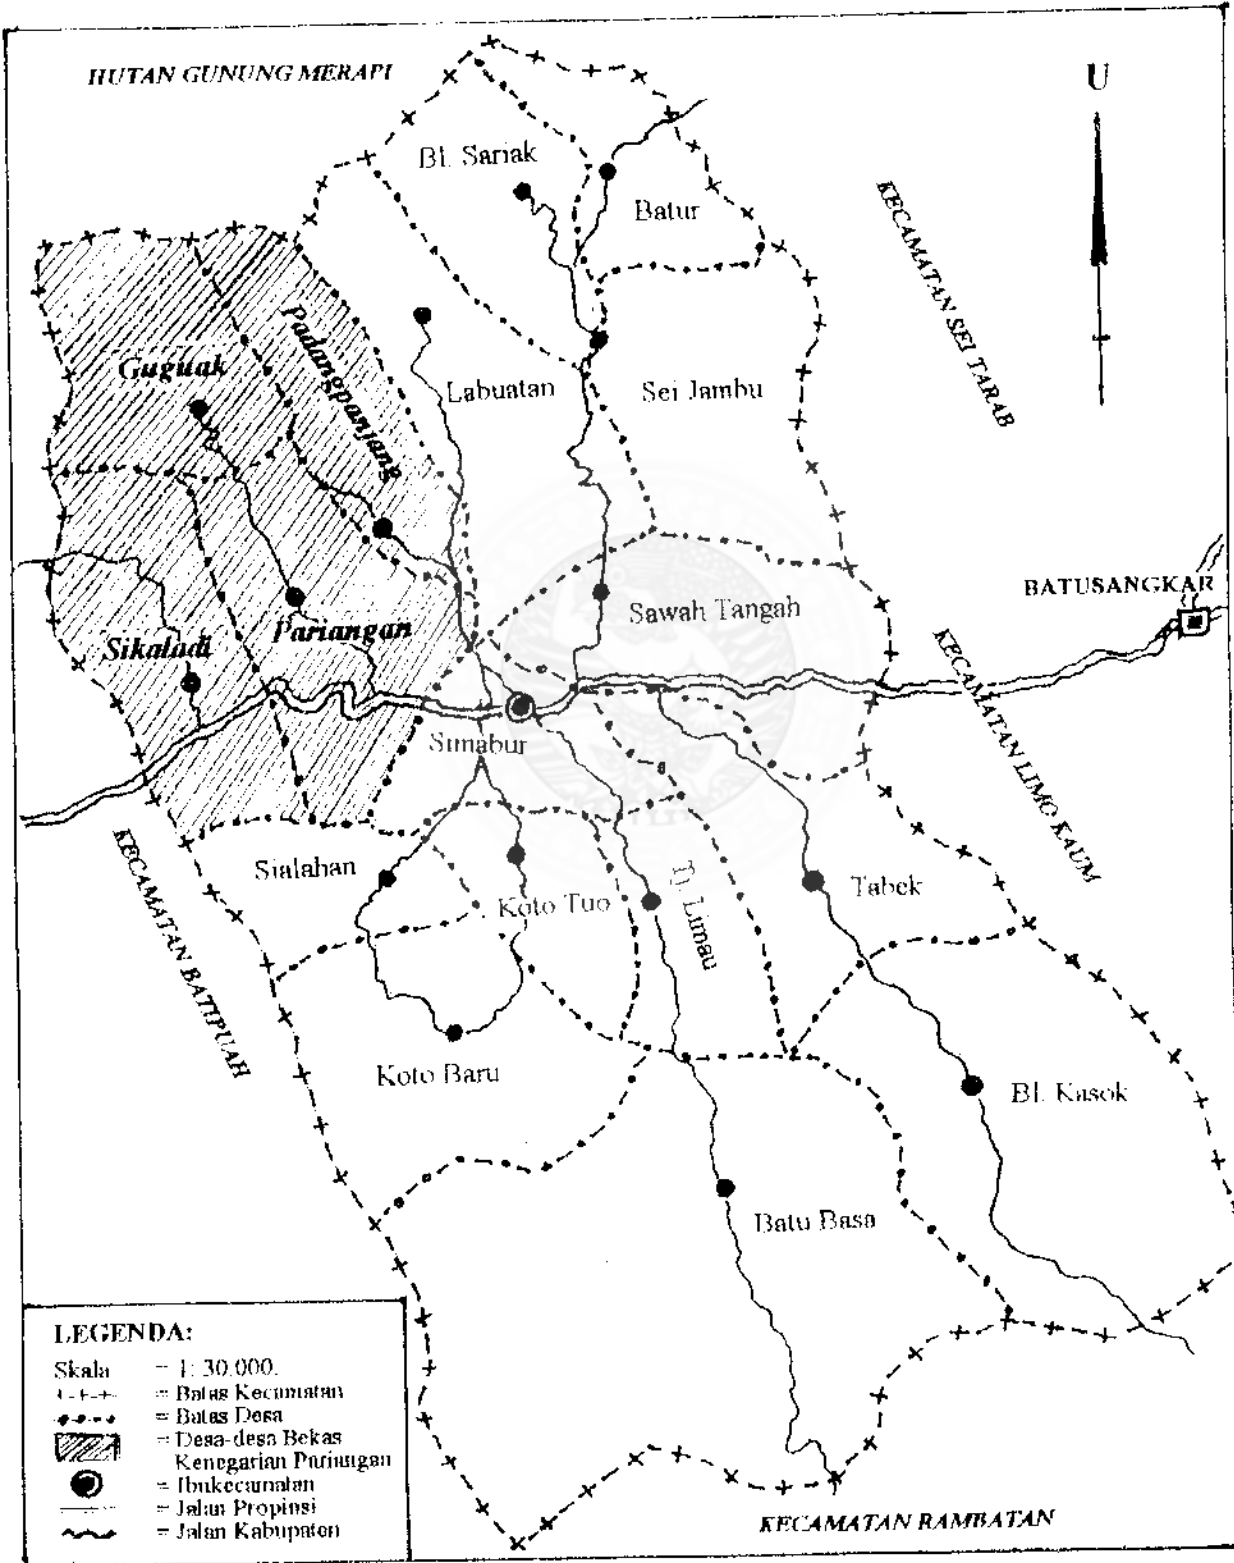 HUTAN GUNUNG MERAPI
U
Bl. Sariak
Batur
KECAMATAN SEI TARAB
Padangpanjang
Guguak
Labuatan
Sei Jambu
BATUSANGKAR
Sawah Tangah
Pariangan
Sikaladi
KECAMATAN LIMO KAUM
Simabur
KECAMATAN BATIPUAH
Sialahan
Koto Tuo
Tj. Limau
Tabek
Koto Baru
Bl. Kasok
Batu Basa
LEGENDA:
Skala = 1: 30.000.
= Batas Kecamatan
= Batas Desa
= Desa-desa Bekas
Kenegarian Pariangan
= Ibukecamatan
= Jalan Propinsi
= Jalan Kabupaten
KECAMATAN RAMBATAN